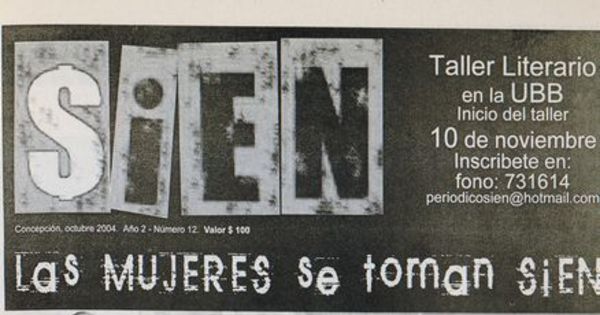 SiEN
Taller Literario
en la UBB
Inicio del taller
10 de noviembre
Inscribete en:
fono: 731614
periodicosien@hotmail.com
Concepción, octubre 2004. Año 2 - Número 12. Valor $ 100
Las MUJERES se toman SiEN